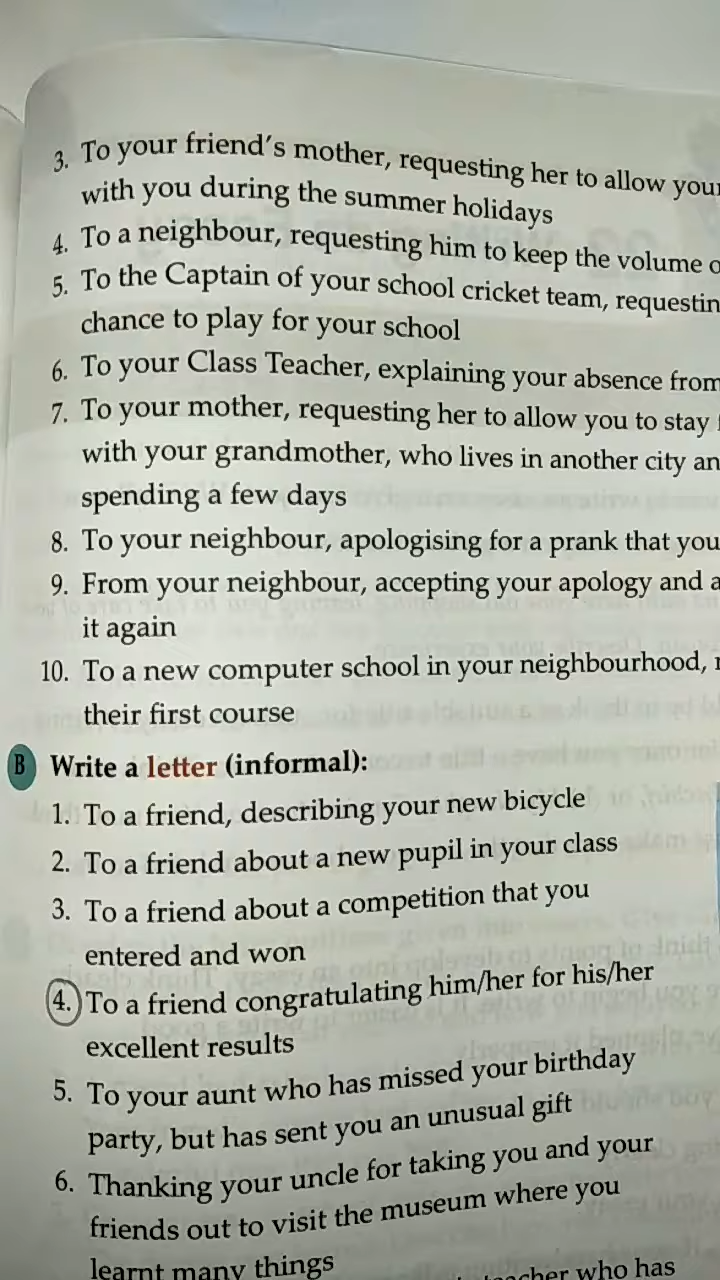 3. To your friend's mother, requesting her to allow your
with you during the summer holidays
4. To a neighbour, requesting him to keep the volume
5. To the Captain of your school cricket team,
chance to play for your school
6. To your Class Teacher, explaining your absence from
7. To your mother, requesting her to allow you to stay
with your grandmother, who lives in another city
spending a few days
8. To your neighbour, apologising for a prank that you
9. From your neighbour, accepting your apology and
it again
10. To a new computer school in your neighbourhood,
their first course
B Write a letter (informal):
1. To a friend, describing your new bicycle
2. To a friend about a new pupil in your class
3. To a friend about a competition that you
entered and won
4. To a friend congratulating him/her for his/her
excellent results
5. To your aunt who has missed your birthday
party, but has sent you an unusual gift
6. Thanking your uncle for taking you and your
friends out to visit the museum where you
learnt many things
who has